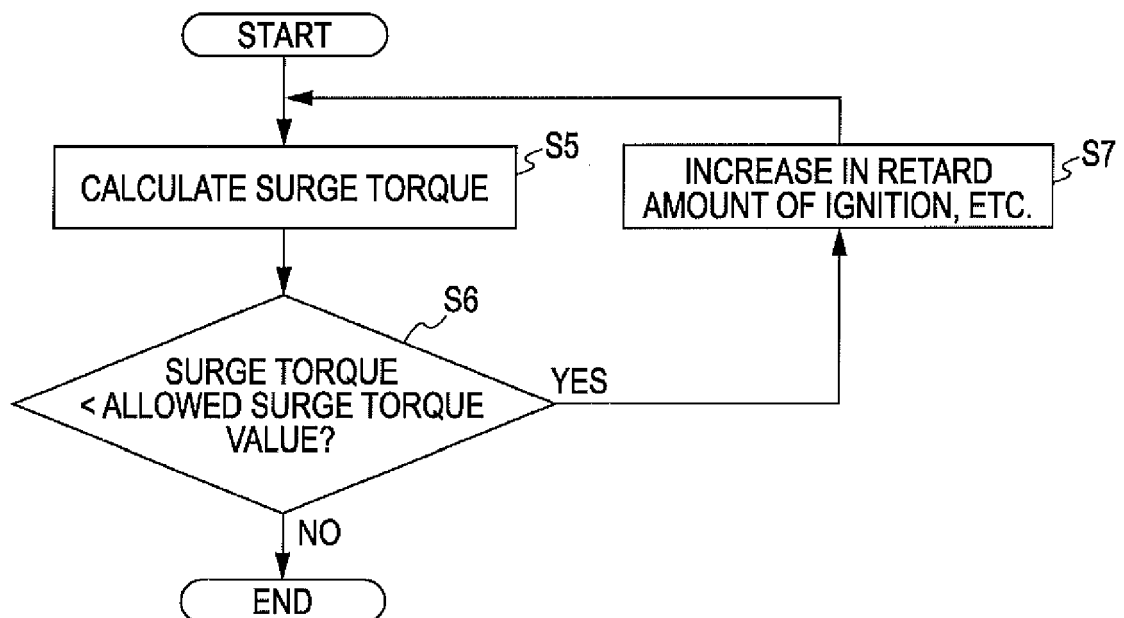 START
S5
CALCULATE SURGE TORQUE
S7
INCREASE IN RETARD
AMOUNT OF IGNITION, ETC.
S6
SURGE TORQUE
< ALLOWED SURGE TORQUE
VALUE?
YES
NO
END